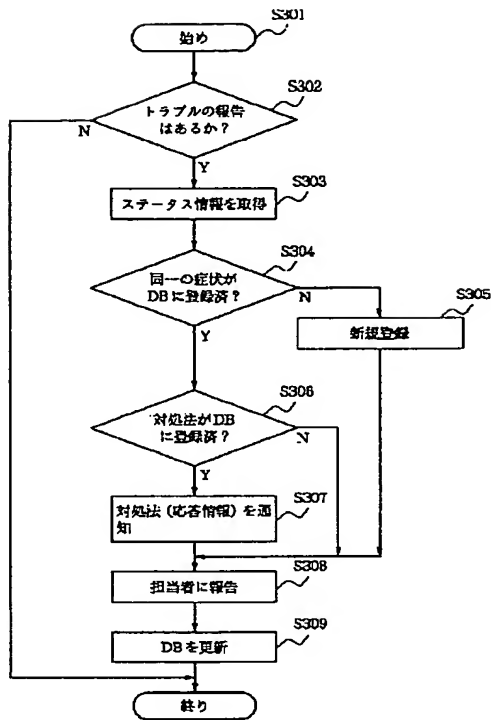 S301
始め
S302
トラブルの報告
はあるか？
N
Y
S303
ステータス情報を取得
S304
同一の症状が
DBに登録済？
N
Y
S305
新規登録
S306
対処法がDB
に登録済？
N
Y
S307
対処法（応答情報）を通
知
S308
担当者に報告
S309
DBを更新
終り